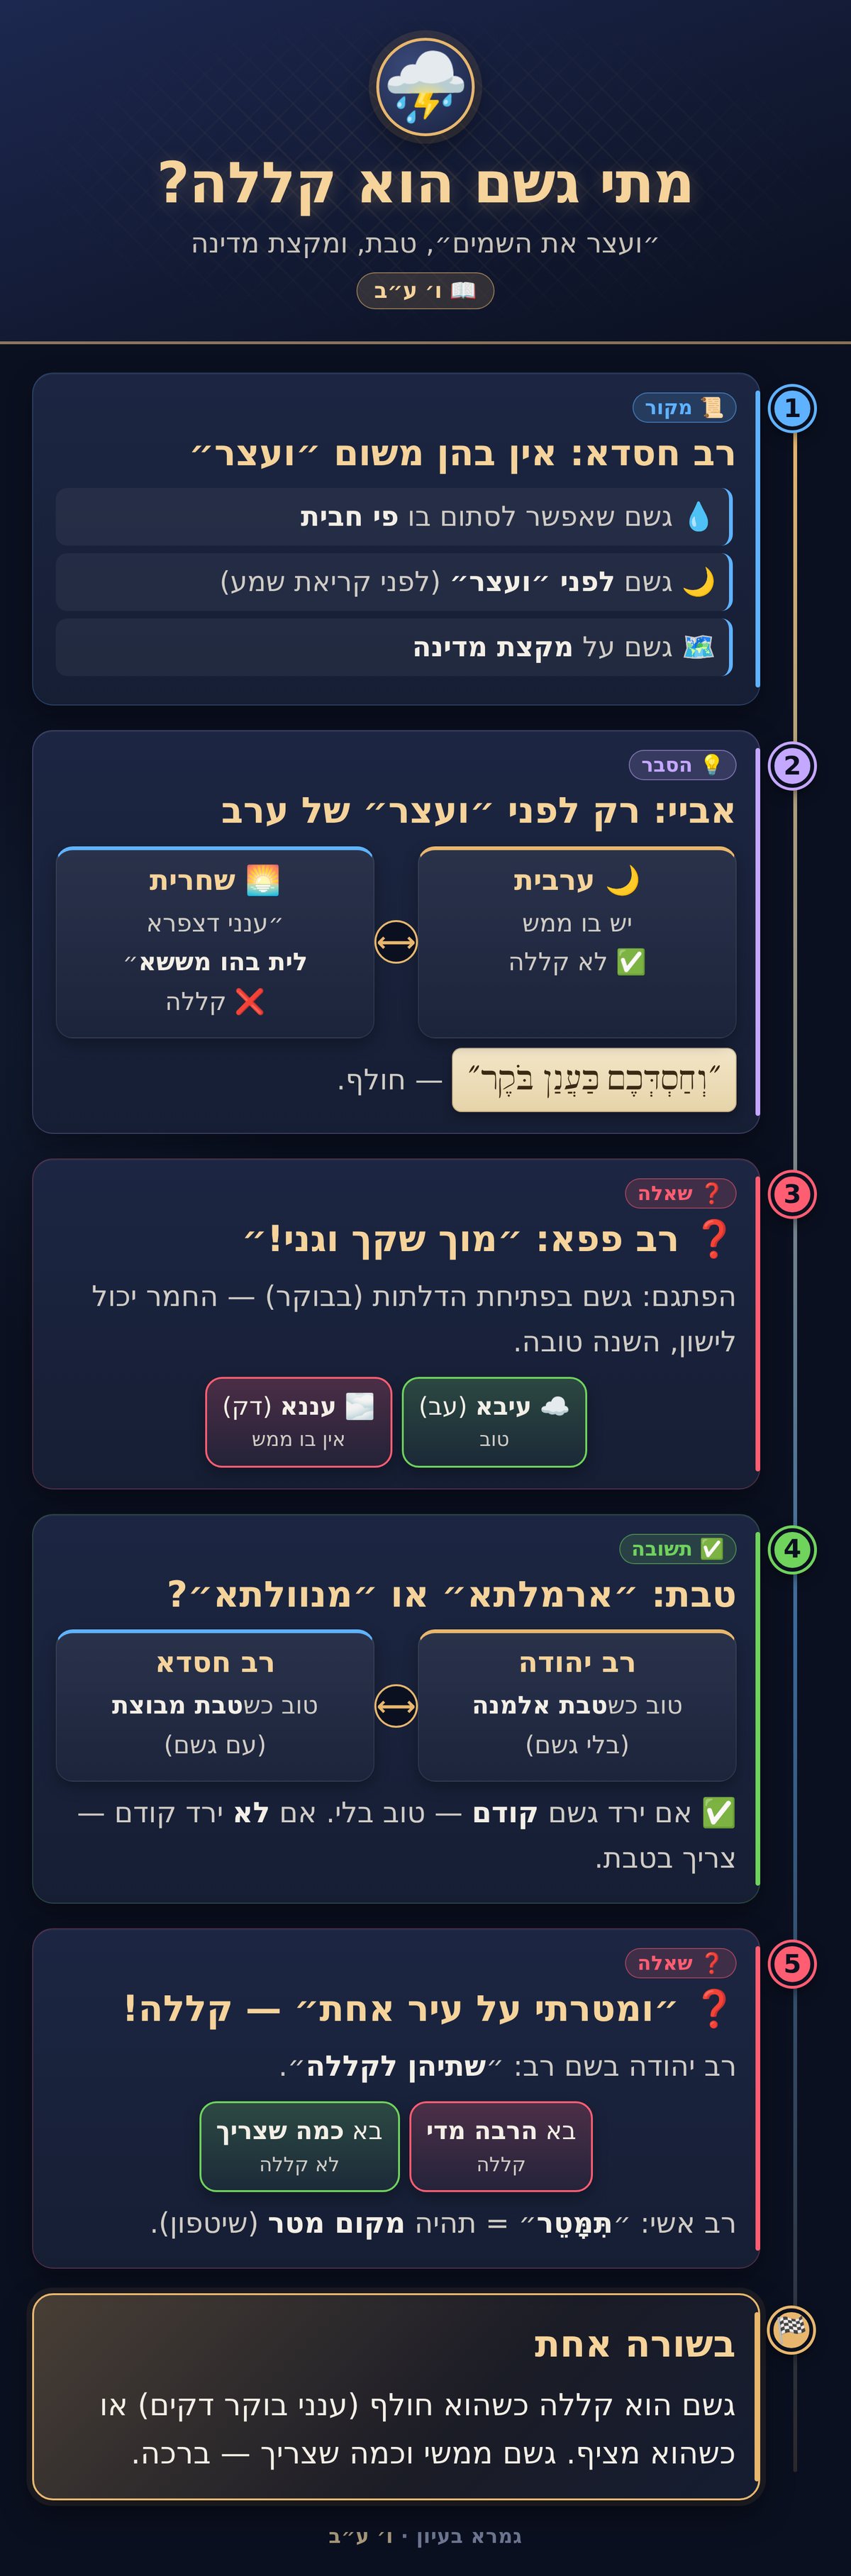 מתי גשם הוא קללה?
״ועצר את השמים״, טבת, ומקצת מדינה
📖 ו׳ ע״ב
1
📜 מקור
רב חסדא: אין בהן משום ״ועצר״
💧 גשם שאפשר לסתום בו פי חבית
🌙 גשם לפני ״ועצר״ (לפני קריאת שמע)
🗺️ גשם על מקצת מדינה
2
💡 הסבר
אביי: רק לפני ״ועצר״ של ערב
🌙 ערבית
יש בו ממש
✅ לא קללה
🌅 שחרית
״ענני דצפרא
לית בהו מששא״
❌ קללה
״וְחַסְדְּכֶם כַּעֲנַן בֹּקֶר״ — חולף.
3
❓ שאלה
❓ רב פפא: ״מוך שקך וגני!״
הפתגם: גשם בפתיחת הדלתות (בבוקר) — החמר יכול
לישון, השנה טובה.
☁️ עיבא (עב)
טוב
🌫️ עננא (דק)
אין בו ממש
4
✅ תשובה
טבת: ״ארמלתא״ או ״מנוולתא״?
רב יהודה
טוב כשטבת אלמנה
(בלי גשם)
רב חסדא
טוב כשטבת מבוצת
(עם גשם)
✅ אם ירד גשם קודם — טוב בלי. אם לא ירד קודם —
צריך בטבת.
5
❓ שאלה
❓ ״ומטרתי על עיר אחת״ — קללה!
רב יהודה בשם רב: ״שתיהן לקללה״.
בא הרבה מדי
קללה
בא כמה שצריך
לא קללה
רב אשי: ״תִּמָּטֵר״ = תהיה מקום מטר (שיטפון).
🏁
בשורה אחת
גשם הוא קללה כשהוא חולף (ענני בוקר דקים) או
כשהוא מציף. גשם ממשי וכמה שצריך — ברכה.
גמרא בעיון · ו׳ ע״ב